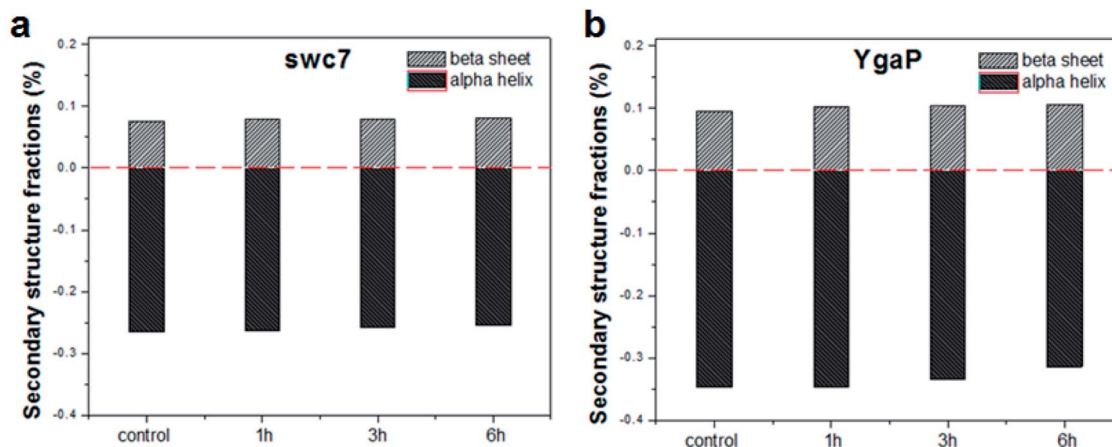 a
swc7
beta sheet
alpha helix
Secondary structure fractions (%)
0.2
0.1
0.0
-0.1
-0.2
-0.3
-0.4
control 1h 3h 6h
b
YgaP
beta sheet
alpha helix
Secondary structure fractions (%)
0.2
0.1
0.0
-0.1
-0.2
-0.3
-0.4
control 1h 3h 6h